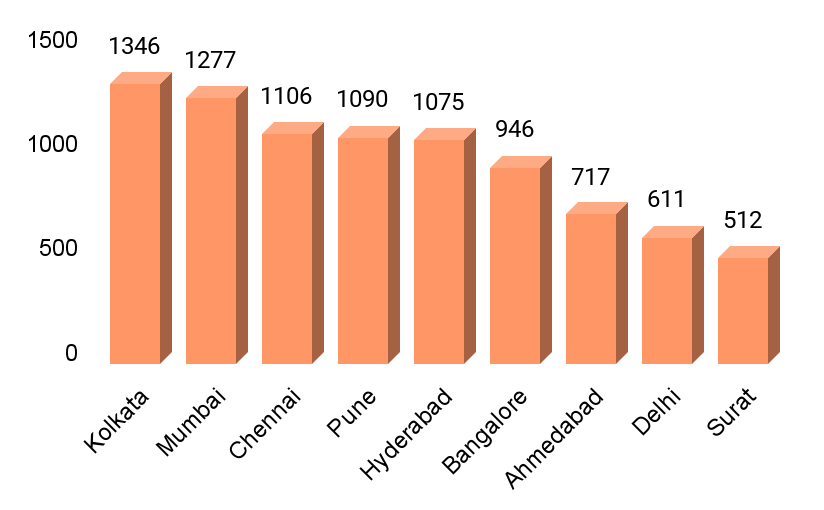 1500
1000
500
0
1346
1277
1106
1090
1075
946
717
611
512
Kolkata
Mumbai
Chennai
Pune
Hyderabad
Bangalore
Ahmedabad
Delhi
Surat